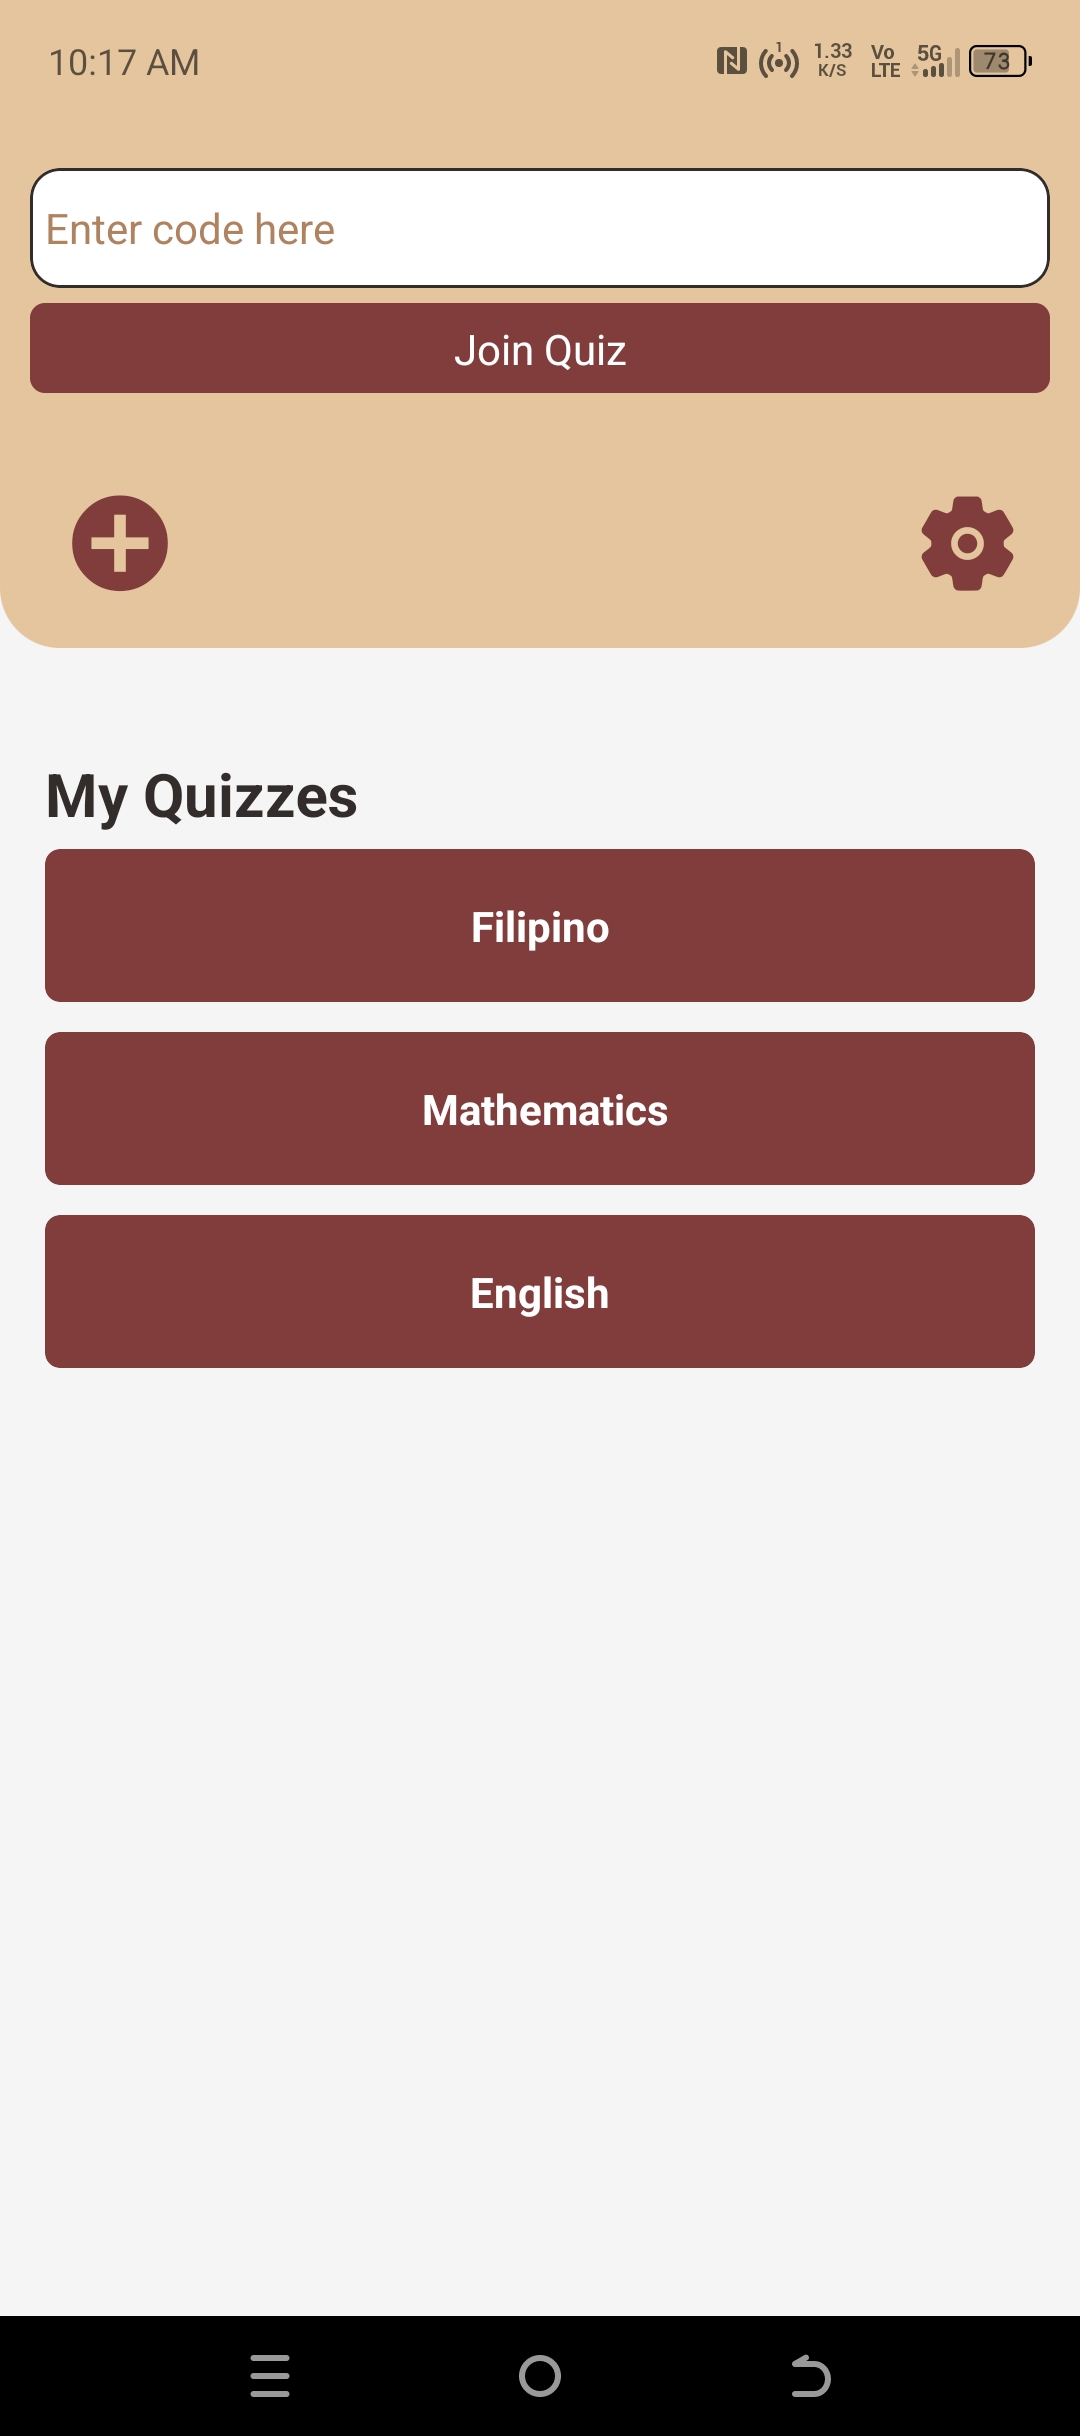 10:17 AM
1 1.33 K/S Vo LTE 5G 73
Enter code here
Join Quiz
My Quizzes
Filipino
Mathematics
English